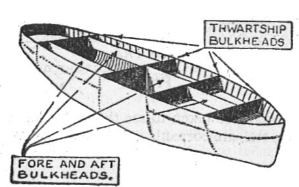 THWARTSHIP
BULKHEADS
FORE AND AFT
BULKHEADS.